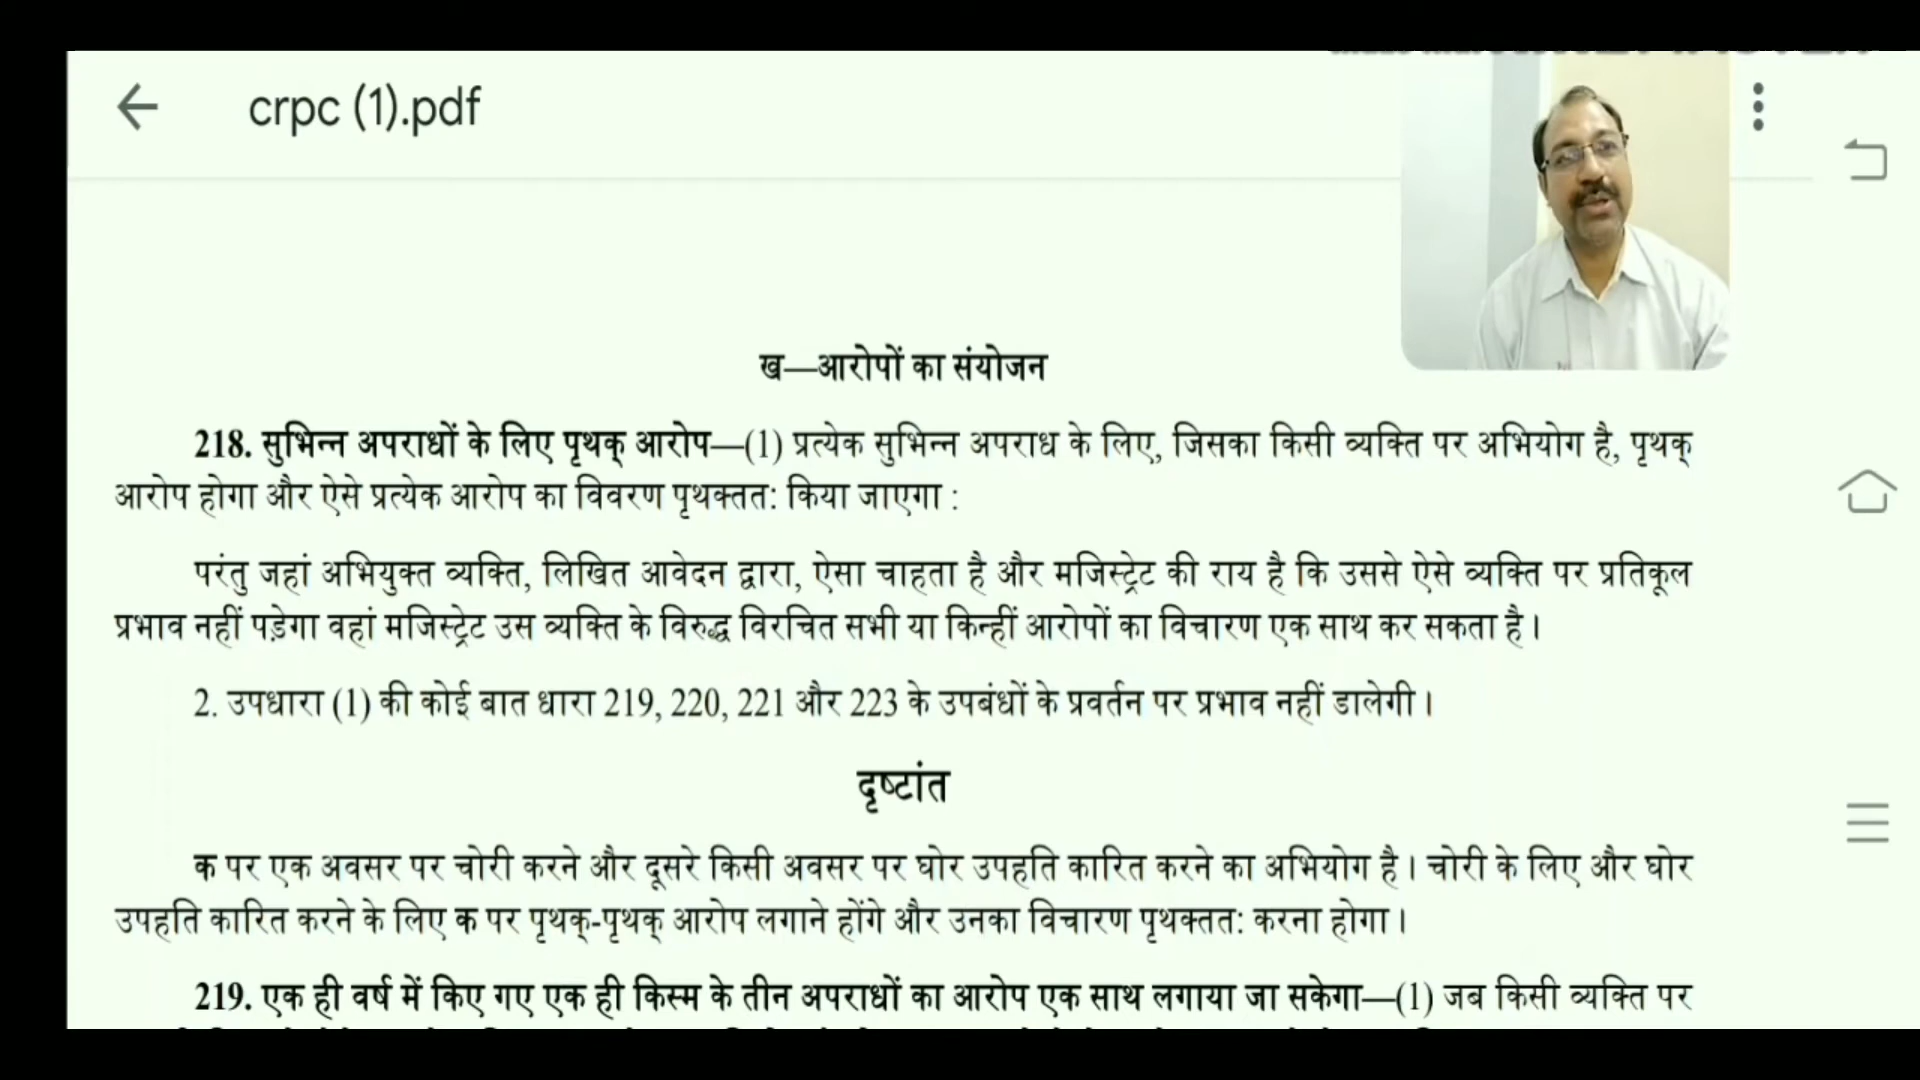 crpc (1).pdf
ख—आरोपों का संयोजन
218. सुभिन्न अपराधों के लिए पृथक् आरोप—(1) प्रत्येक सुभिन्न अपराध के लिए, जिसका किसी व्यक्ति पर अभियोग है, पृथक्
आरोप होगा और ऐसे प्रत्येक आरोप का विवरण पृथक्तत: किया जाएगा :
परंतु जहां अभियुक्त व्यक्ति, लिखित आवेदन द्वारा, ऐसा चाहता है और मजिस्ट्रेट की राय है कि उससे ऐसे व्यक्ति पर प्रतिकूल
प्रभाव नहीं पड़ेगा वहां मजिस्ट्रेट उस व्यक्ति के विरुद्ध विरचित सभी या किन्हीं आरोपों का विचारण एक साथ कर सकता है।
2. उपधारा (1) की कोई बात धारा 219, 220, 221 और 223 के उपबंधों के प्रवर्तन पर प्रभाव नहीं डालेगी।
दृष्टांत
क पर एक अवसर पर चोरी करने और दूसरे किसी अवसर पर घोर उपहति कारित करने का अभियोग है। चोरी के लिए और घोर
उपहति कारित करने के लिए क पर पृथक्-पृथक् आरोप लगाने होंगे और उनका विचारण पृथक्तत: करना होगा।
219. एक ही वर्ष में किए गए एक ही किस्म के तीन अपराधों का आरोप एक साथ लगाया जा सकेगा—(1) जब किसी व्यक्ति पर